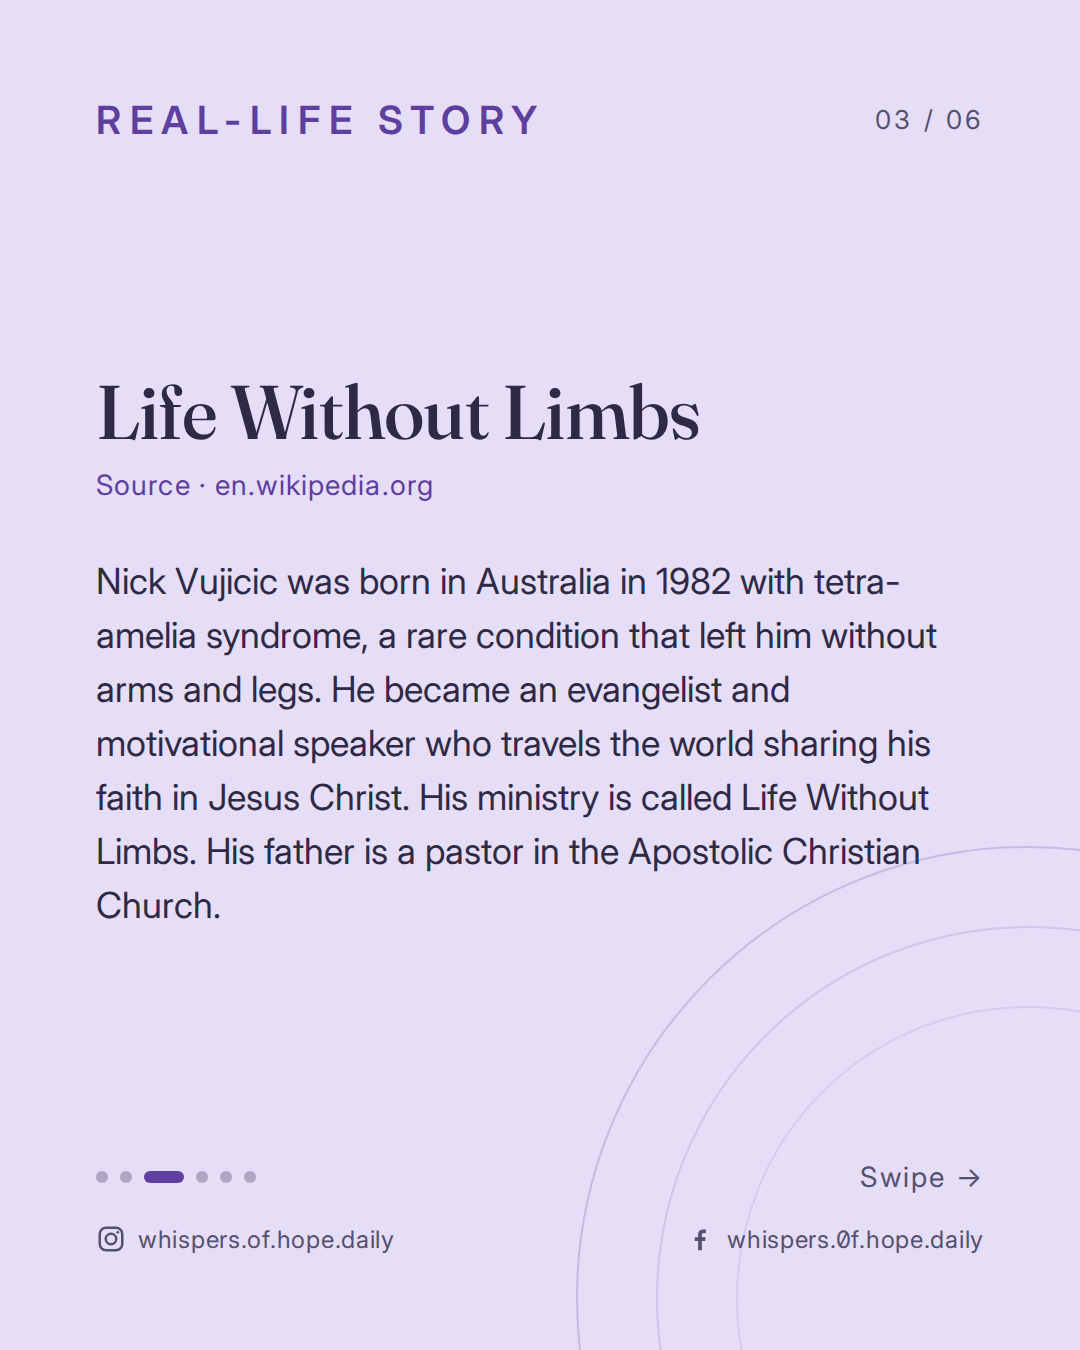 REAL-LIFE STORY
03 / 06
Life Without Limbs
Source · en.wikipedia.org
Nick Vujicic was born in Australia in 1982 with tetra-
amelia syndrome, a rare condition that left him without
arms and legs. He became an evangelist and
motivational speaker who travels the world sharing his
faith in Jesus Christ. His ministry is called Life Without
Limbs. His father is a pastor in the Apostolic Christian
Church.
Swipe →
whispers.of.hope.daily
whispers.0f.hope.daily